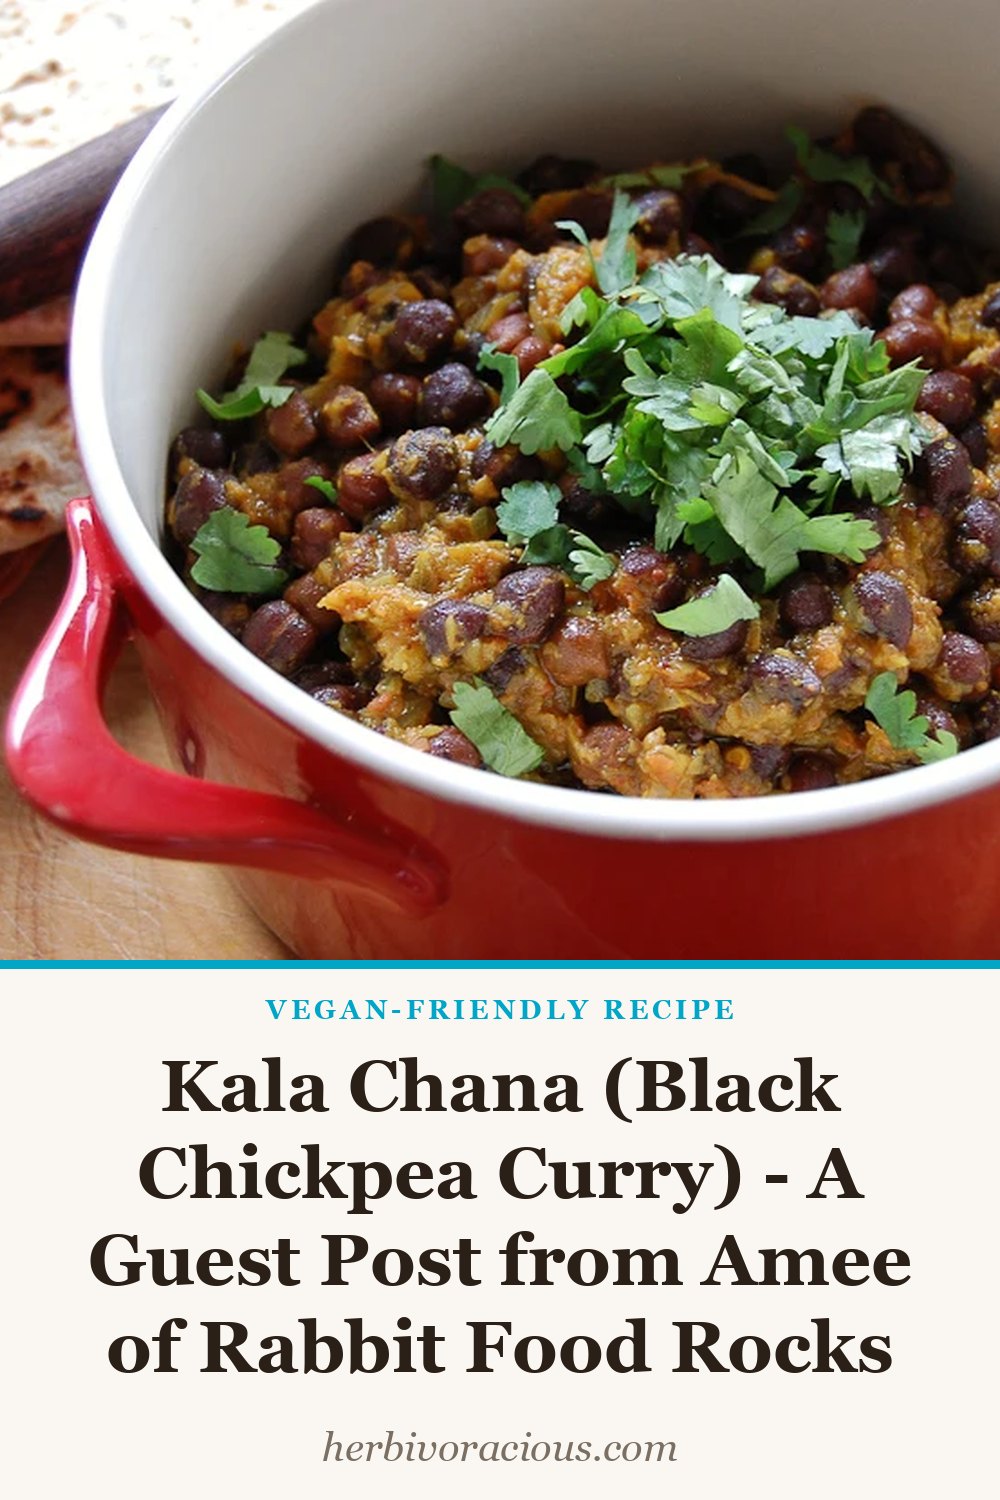 VEGAN-FRIENDLY RECIPE
Kala Chana (Black
Chickpea Curry) - A
Guest Post from Amee
of Rabbit Food Rocks
herbivoracious.com